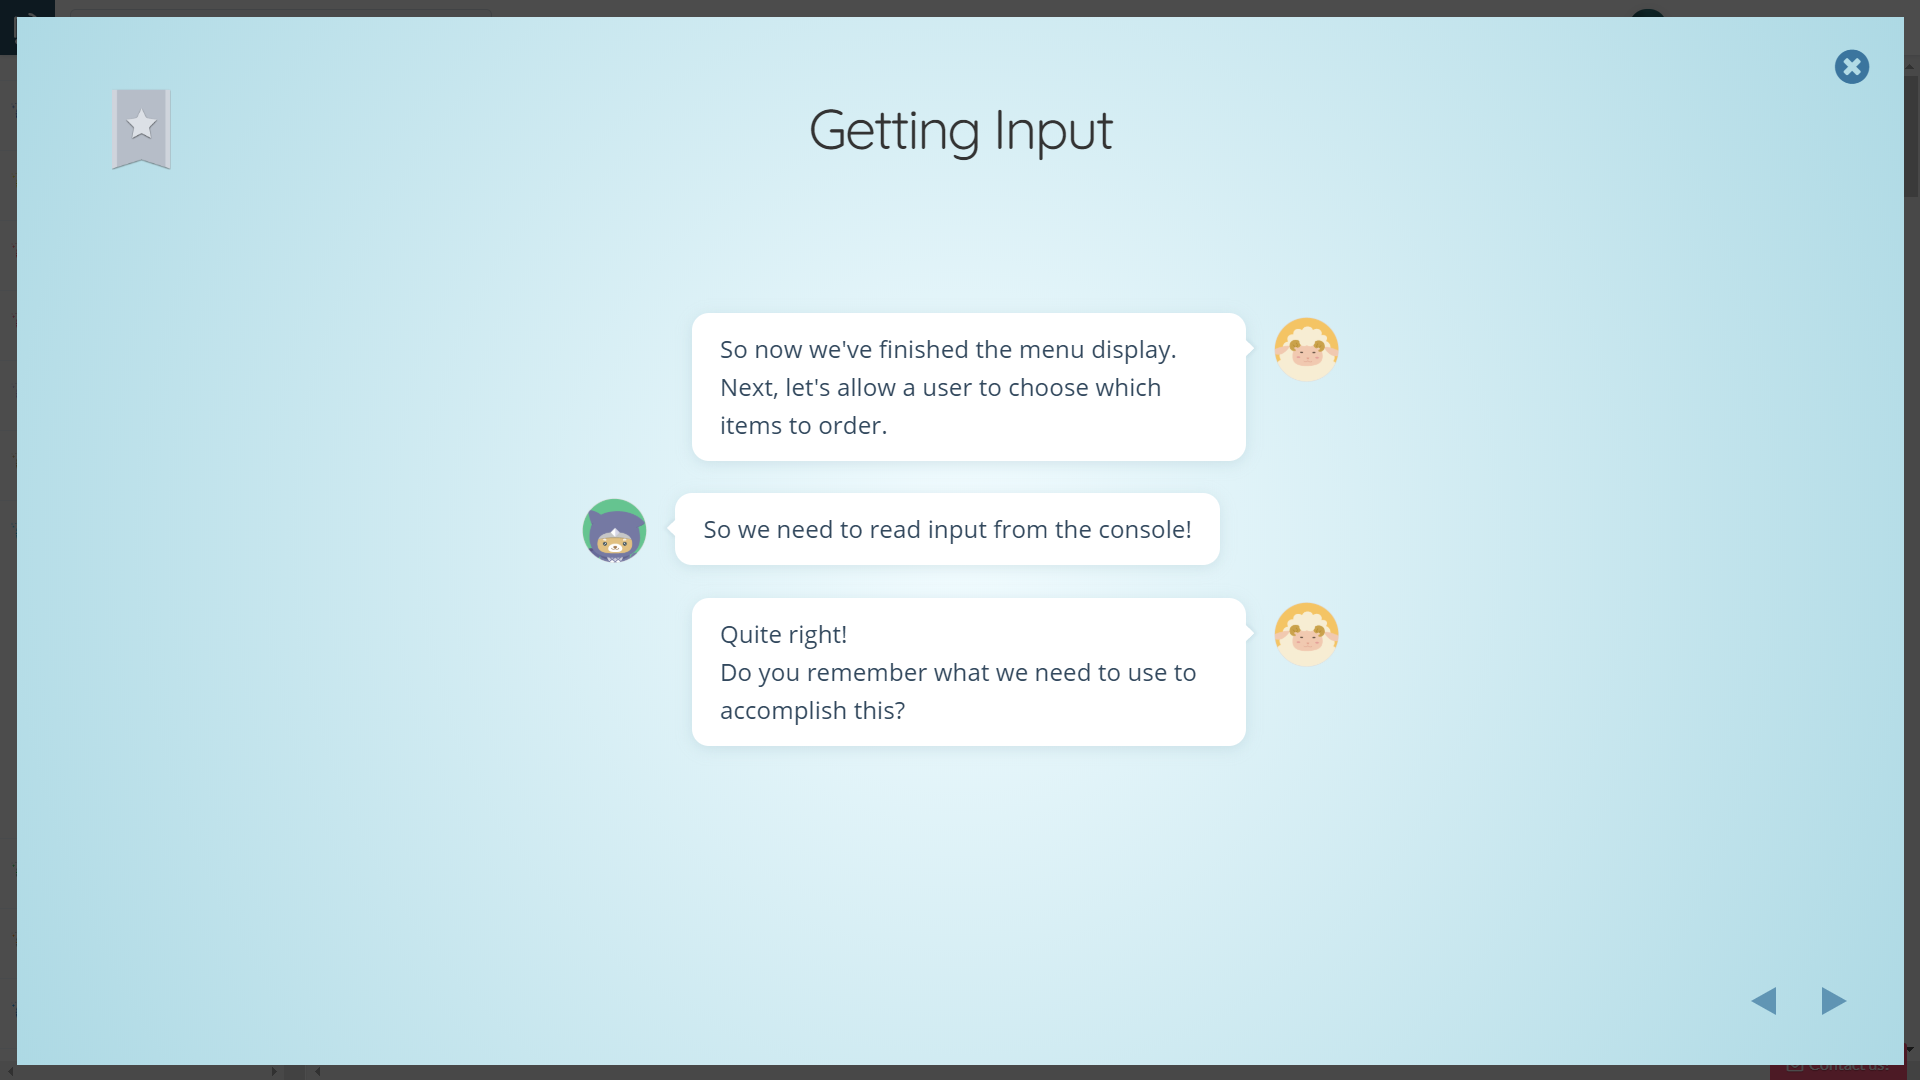 Getting Input
So now we've finished the menu display.
Next, let's allow a user to choose which
items to order.
So we need to read input from the console!
Quite right!
Do you remember what we need to use to
accomplish this?
Contact us!